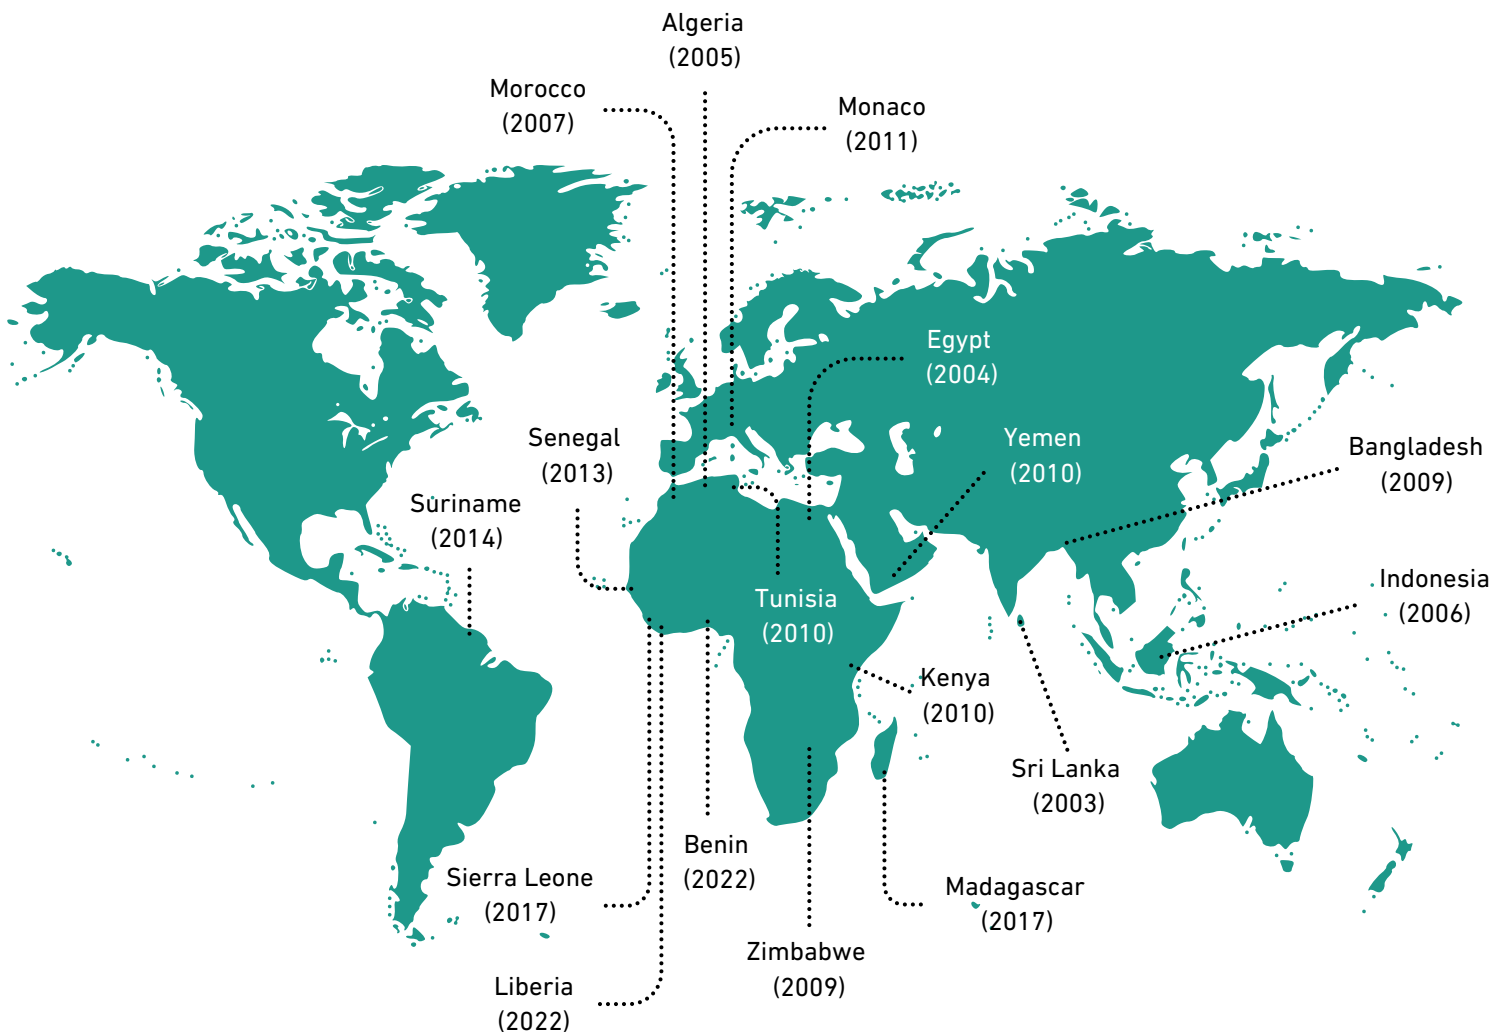 Algeria
(2005)
Morocco
(2007)
Monaco
(2011)
Egypt
(2004)
Senegal
(2013)
Yemen
(2010)
Bangladesh
(2009)
Suriname
(2014)
Indonesia
(2006)
Tunisia
(2010)
Kenya
(2010)
Sri Lanka
(2003)
Benin
(2022)
Sierra Leone
(2017)
Madagascar
(2017)
Zimbabwe
(2009)
Liberia
(2022)